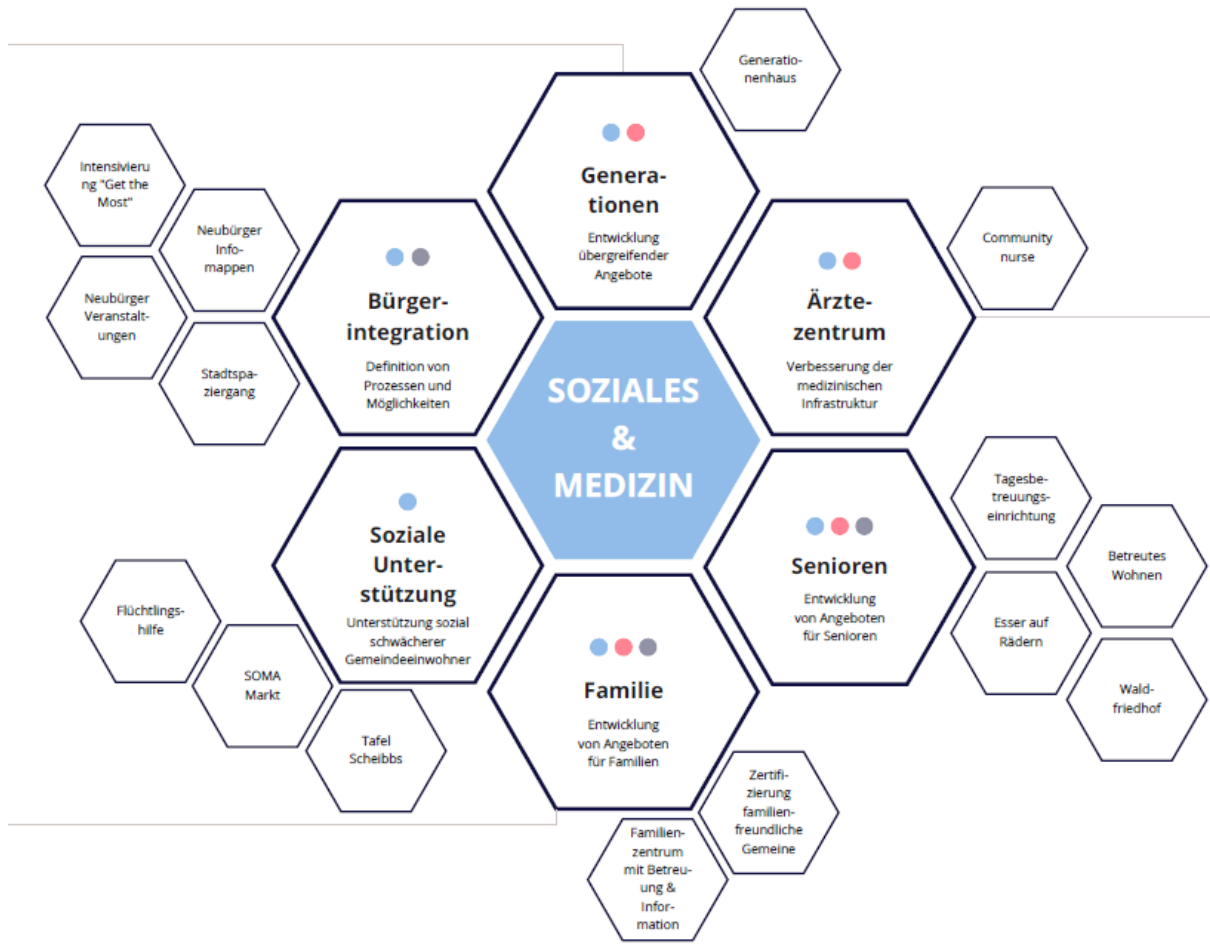 Generatio-
nenhaus
Genera-
tionen
Entwicklung
übergreifender
Angebote
Intensivieru
ng "Get the
Most"
Neubürger
Info-
mappen
Neubürger
Veranstalt-
ungen
Stadtspa-
ziergang
Bürger-
integration
Definition von
Prozessen und
Möglichkeiten
Ärzte-
zentrum
Verbesserung der
medizinischen
Infrastruktur
Community
nurse
SOZIALES
&
MEDIZIN
Soziale
Unter-
stützung
Unterstützung sozial
schwächerer
Gemeindeeinwohner
Flüchtlings-
hilfe
SOMA
Markt
Tafel
Scheibbs
Senioren
Entwicklung
von Angeboten
für Senioren
Tagesbe-
treuungs-
einrichtung
Betreutes
Wohnen
Esser auf
Rädern
Wald-
friedhof
Familie
Entwicklung
von Angeboten
für Familien
Zertifi-
zierung
familien-
freundliche
Gemeine
Familien-
zentrum
mit Betreu-
ung &
Infor-
mation